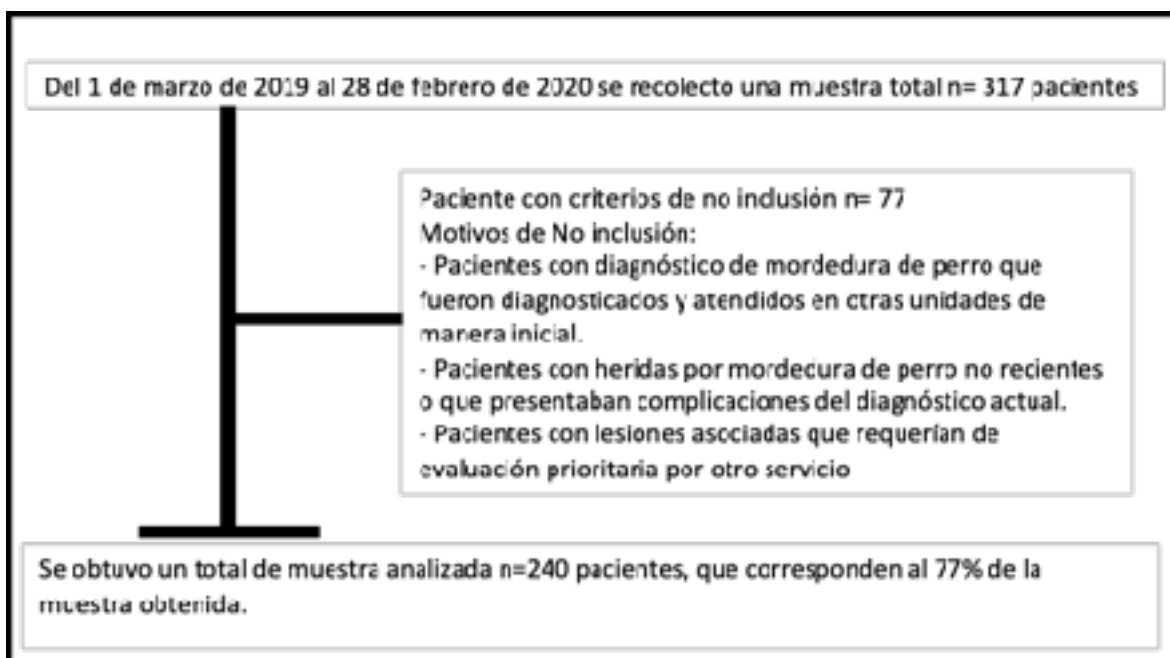 Del 1 de marzo de 2019 al 28 de febrero de 2020 se recolecto una muestra total n= 317 pacientes
Paciente con criterios de no inclusión n= 77
Motivos de No inclusión:
- Pacientes con diagnóstico de mordedura de perro que
fueron diagnosticados y atendidos en otras unidades de
manera inicial.
- Pacientes con heridas por mordedura de perro no recientes
o que presentaban complicaciones del diagnóstico actual.
- Pacientes con lesiones asociadas que requerían de
evaluación prioritaria por otro servicio
Se obtuvo un total de muestra analizada n=240 pacientes, que corresponden al 77% de la
muestra obtenida.